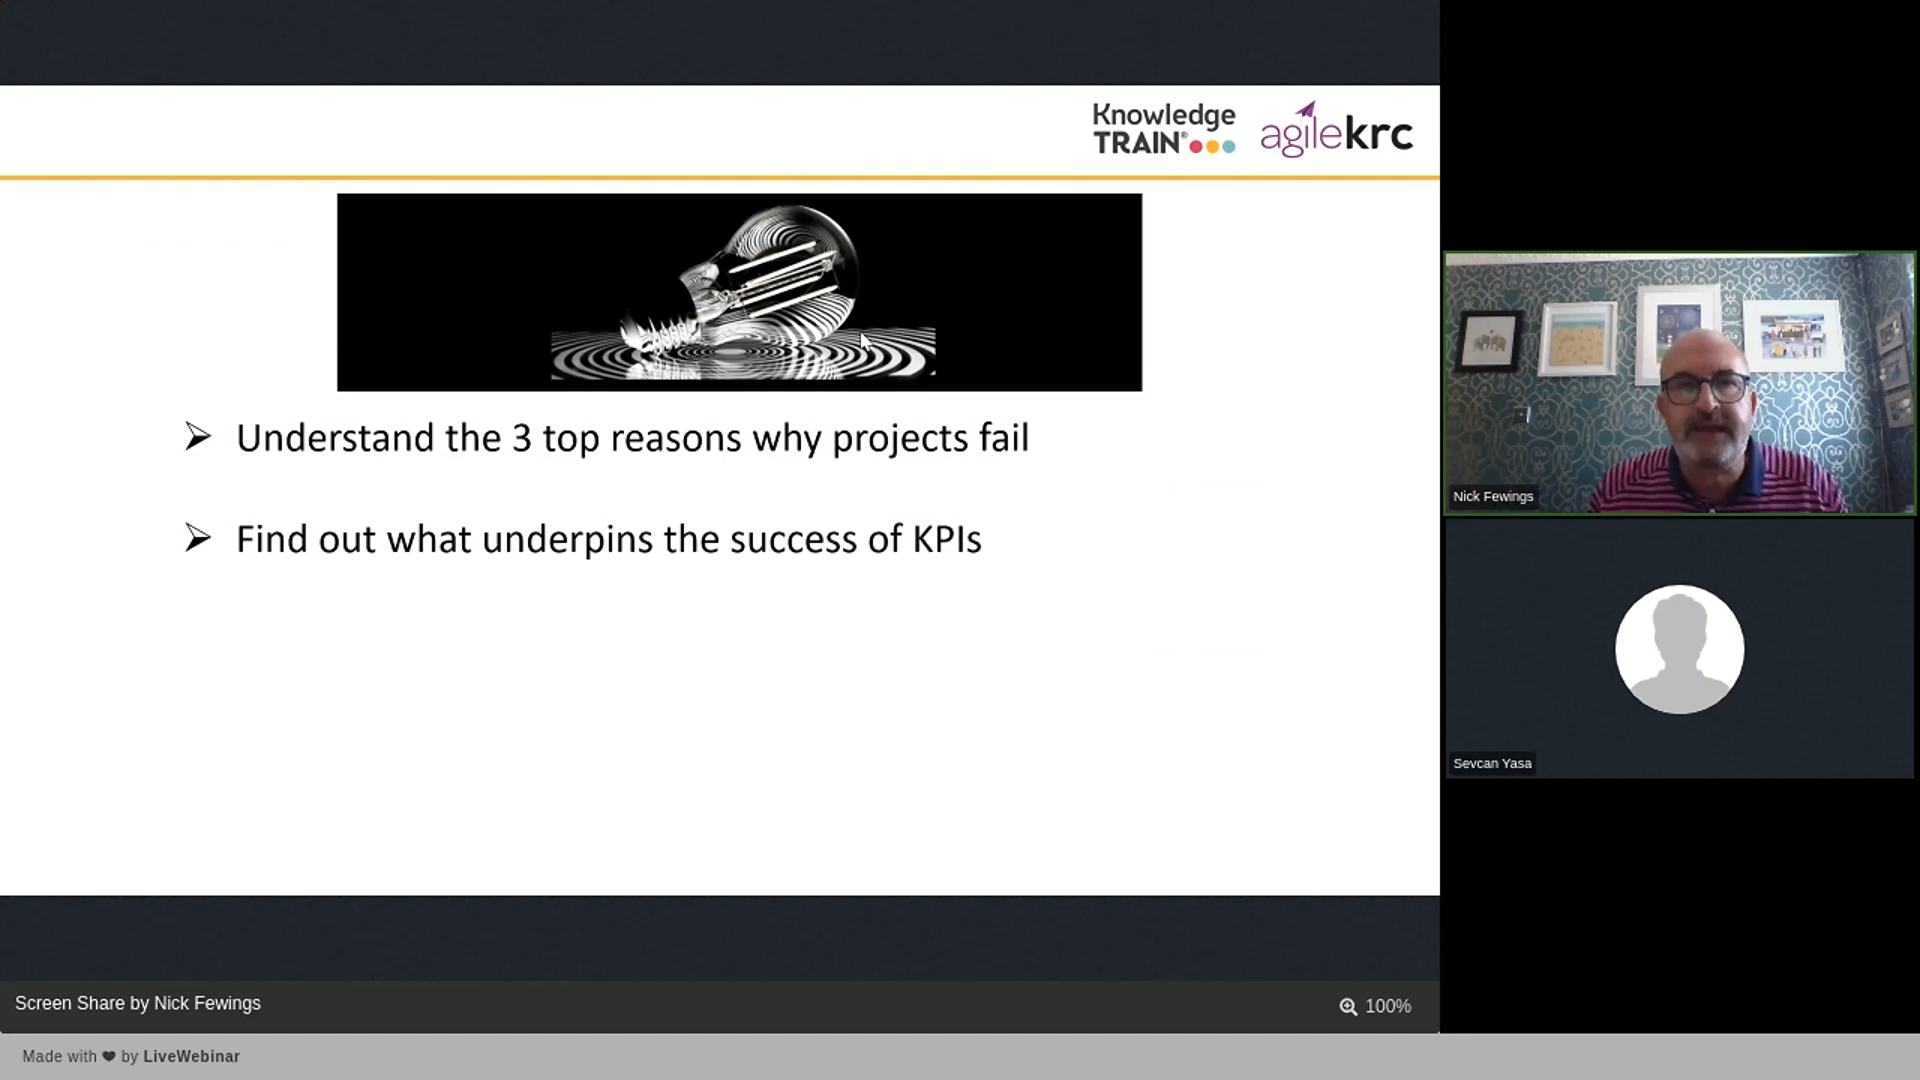 Knowledge
TRAIN®
agilekrc
➢ Understand the 3 top reasons why projects fail
➢ Find out what underpins the success of KPIs
Nick Fewings
Sevcan Yasa
Screen Share by Nick Fewings
100%
Made with ❤ by LiveWebinar